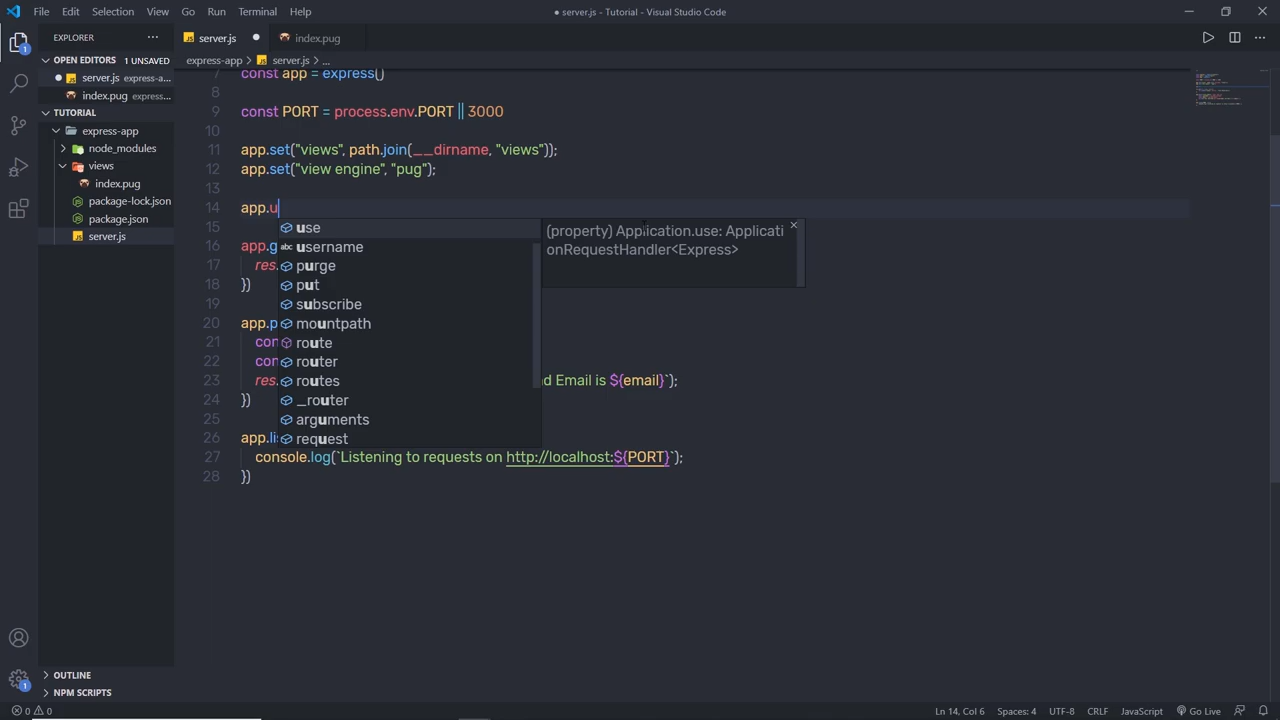 File Edit Selection View Go Run Terminal Help
● server.js - Tutorial - Visual Studio Code
EXPLORER
server.js
index.pug
OPEN EDITORS 1 UNSAVED
express-app > server.js > ...
server.js express-a...
index.pug express...
TUTORIAL
express-app
node_modules
views
index.pug
package-lock.json
package.json
server.js
7 const app = express()
8
9 const PORT = process.env.PORT || 3000
10
11 app.set("views", path.join(__dirname, "views"));
12 app.set("view engine", "pug");
13
14 app.u
15
16 app.g
17 res.
18 })
19
20 app.p
21 con
22 con
23 res. d Email is ${email}`);
24 })
25
26 app.lis
27 console.log(`Listening to requests on http://localhost:${PORT}`);
28 })
use
abc username
purge
put
subscribe
mountpath
route
router
routes
_router
arguments
request
(property) Application.use: Applicati
onRequestHandler<Express>
OUTLINE
NPM SCRIPTS
1
1
0 0
Ln 14, Col 6 Spaces: 4 UTF-8 CRLF JavaScript Go Live